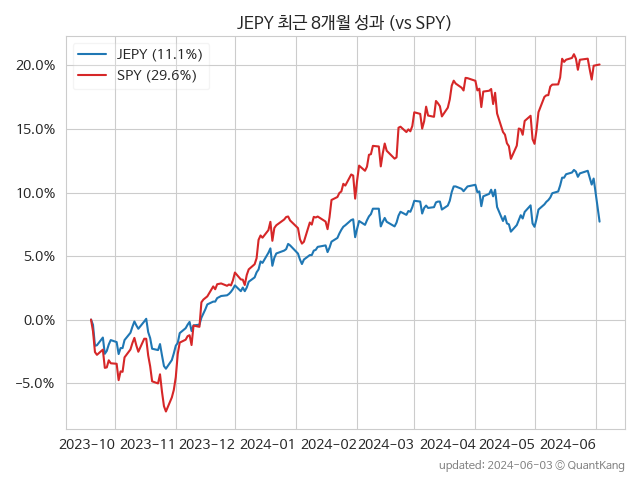 JEPY 최근 8개월 성과 (vs SPY)
JEPY (11.1%)
SPY (29.6%)
20.0%
15.0%
10.0%
5.0%
0.0%
−5.0%
2023−10 2023−11 2023−12 2024−01 2024−02 2024−03 2024−04 2024−05 2024−06
updated: 2024-06-03 © QuantKang